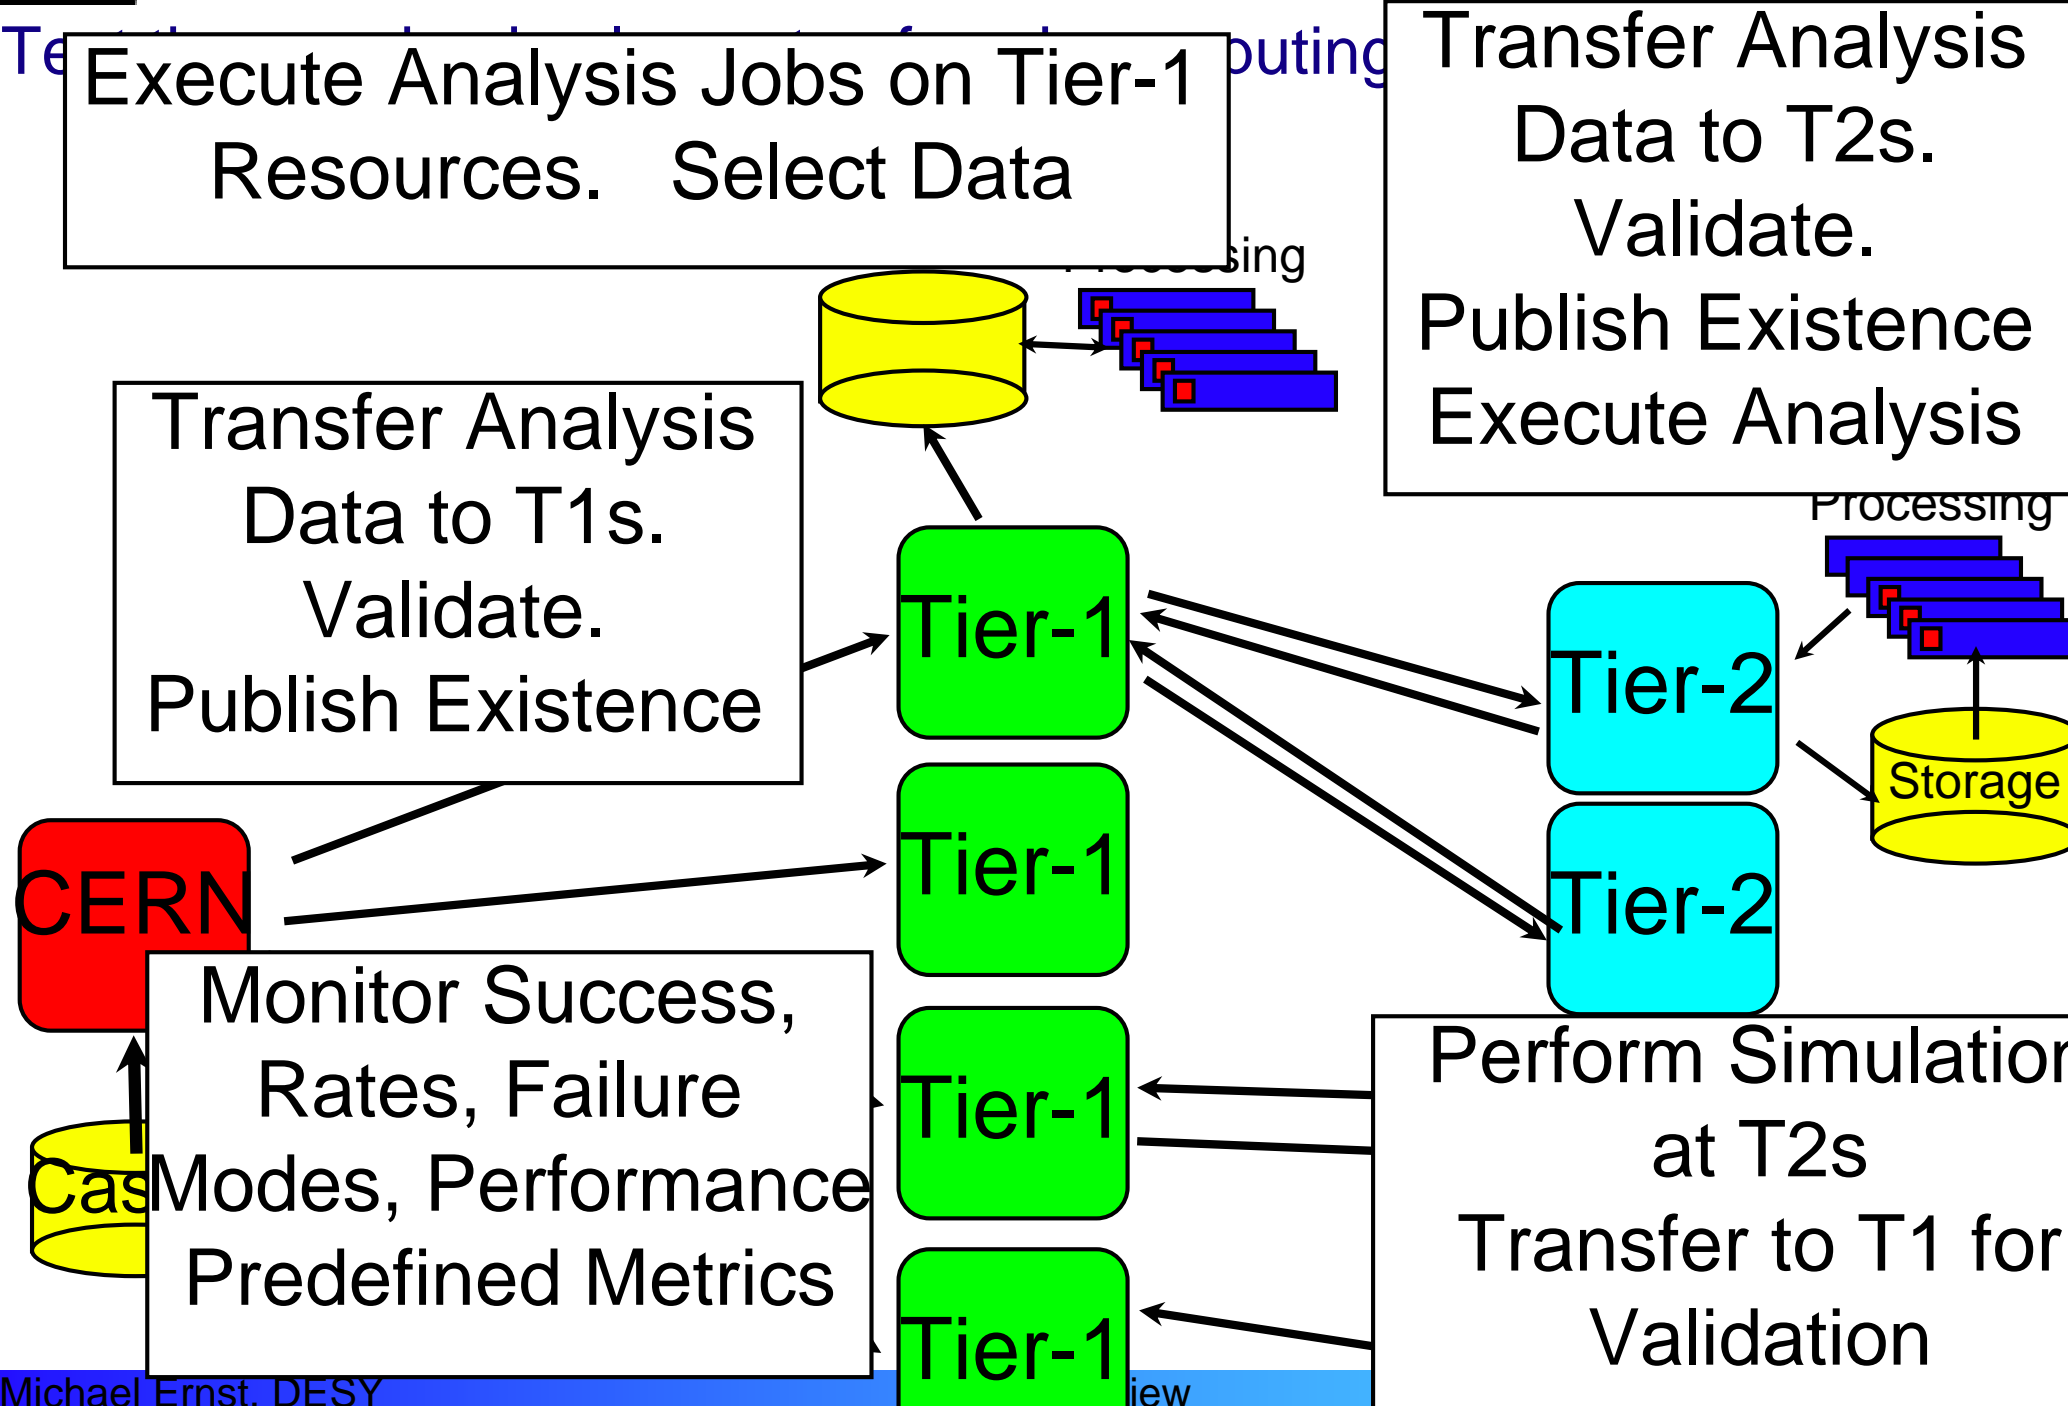 Execute Analysis Jobs on Tier-1
Resources. Select Data
Transfer Analysis
Data to T2s.
Validate.
Publish Existence
Execute Analysis
Processing
Transfer Analysis
Data to T1s.
Validate.
Publish Existence
Processing
Tier-1
Tier-2
Storage
Tier-1
CERN
Tier-2
Monitor Success,
Rates, Failure
Modes, Performance
Predefined Metrics
Tier-1
Perform Simulation
at T2s
Transfer to T1 for
Validation
Tier-1
Michael Ernst, DESY